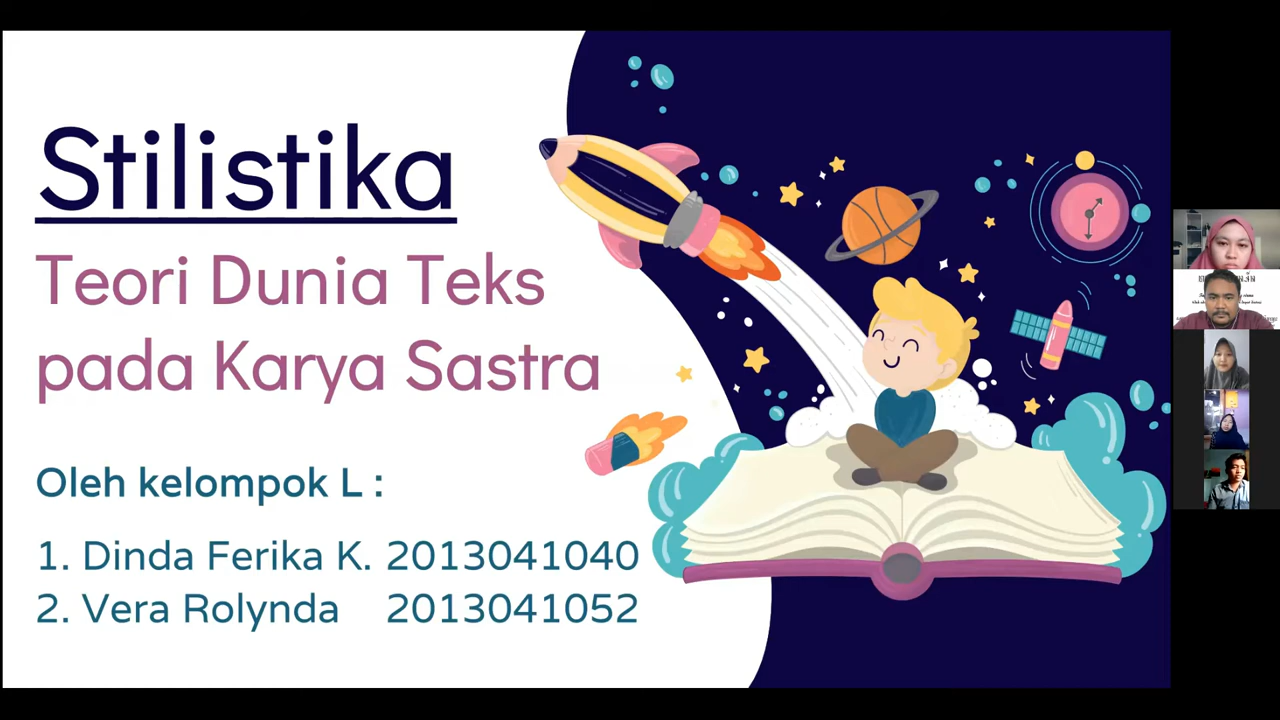 Stilistika
Teori Dunia Teks
pada Karya Sastra
Oleh kelompok L :
1. Dinda Ferika K. 2013041040
2. Vera Rolynda 2013041052